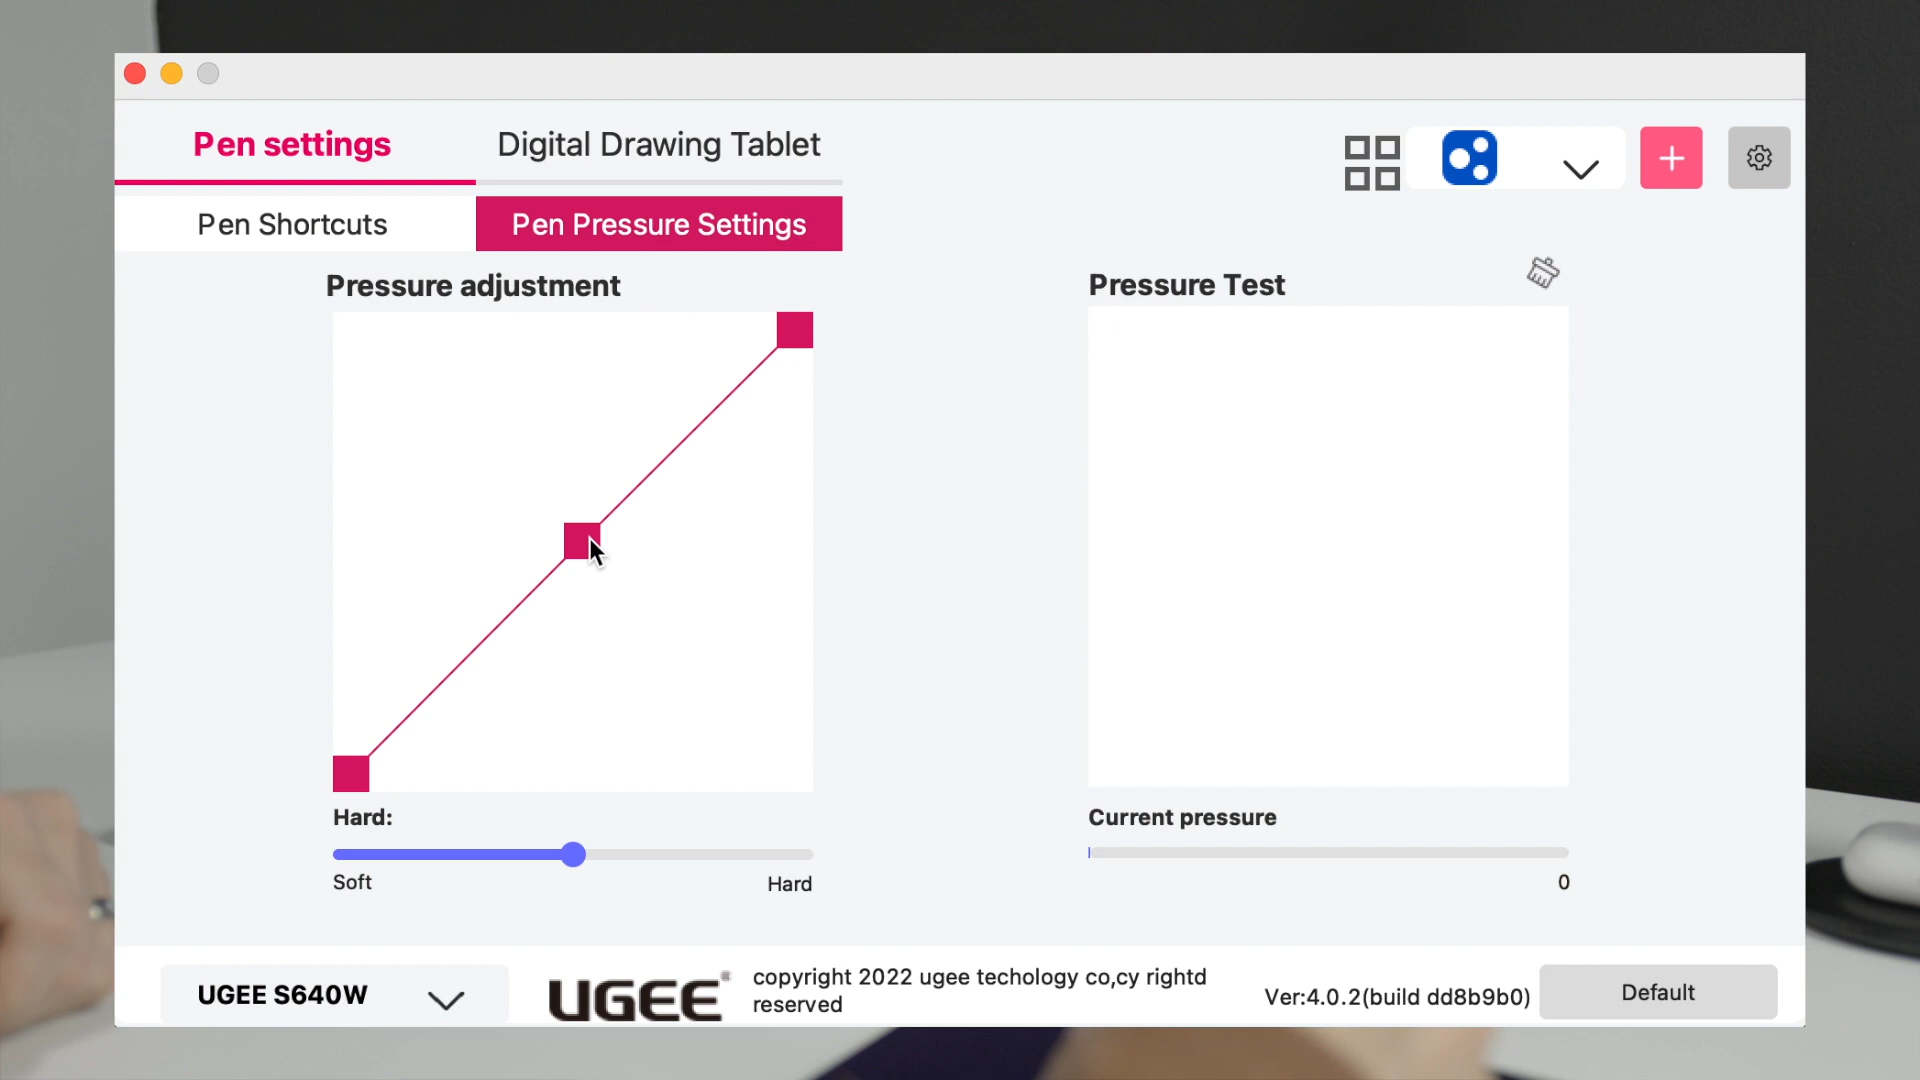 Pen settings
Digital Drawing Tablet
Pen Shortcuts
Pen Pressure Settings
Pressure adjustment
Pressure Test
Hard:
Soft
Hard
Current pressure
0
UGEE S640W
UGEE
copyright 2022 ugee techology co,cy rightd
reserved
Ver:4.0.2(build dd8b9b0)
Default